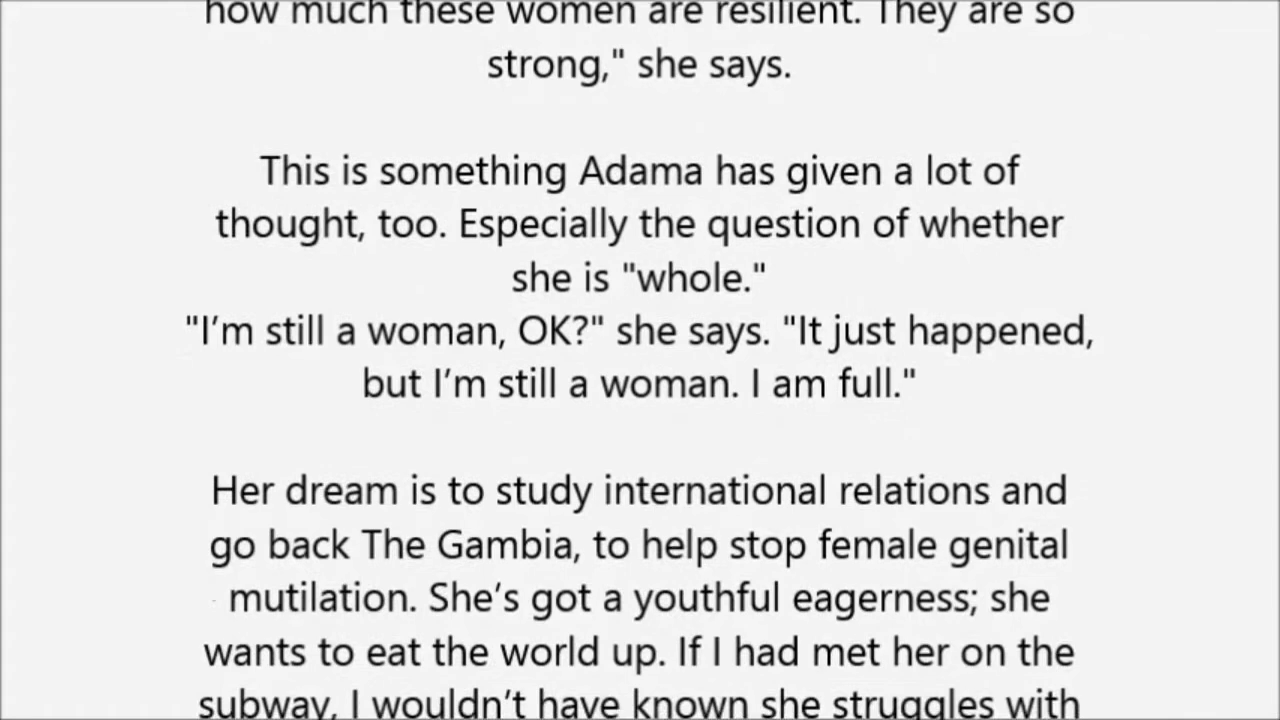 how much these women are resilient. They are so
strong," she says.
This is something Adama has given a lot of
thought, too. Especially the question of whether
she is "whole."
"I’m still a woman, OK?" she says. "It just happened,
but I’m still a woman. I am full."
Her dream is to study international relations and
go back The Gambia, to help stop female genital
mutilation. She’s got a youthful eagerness; she
wants to eat the world up. If I had met her on the
subway, I wouldn’t have known she struggles with